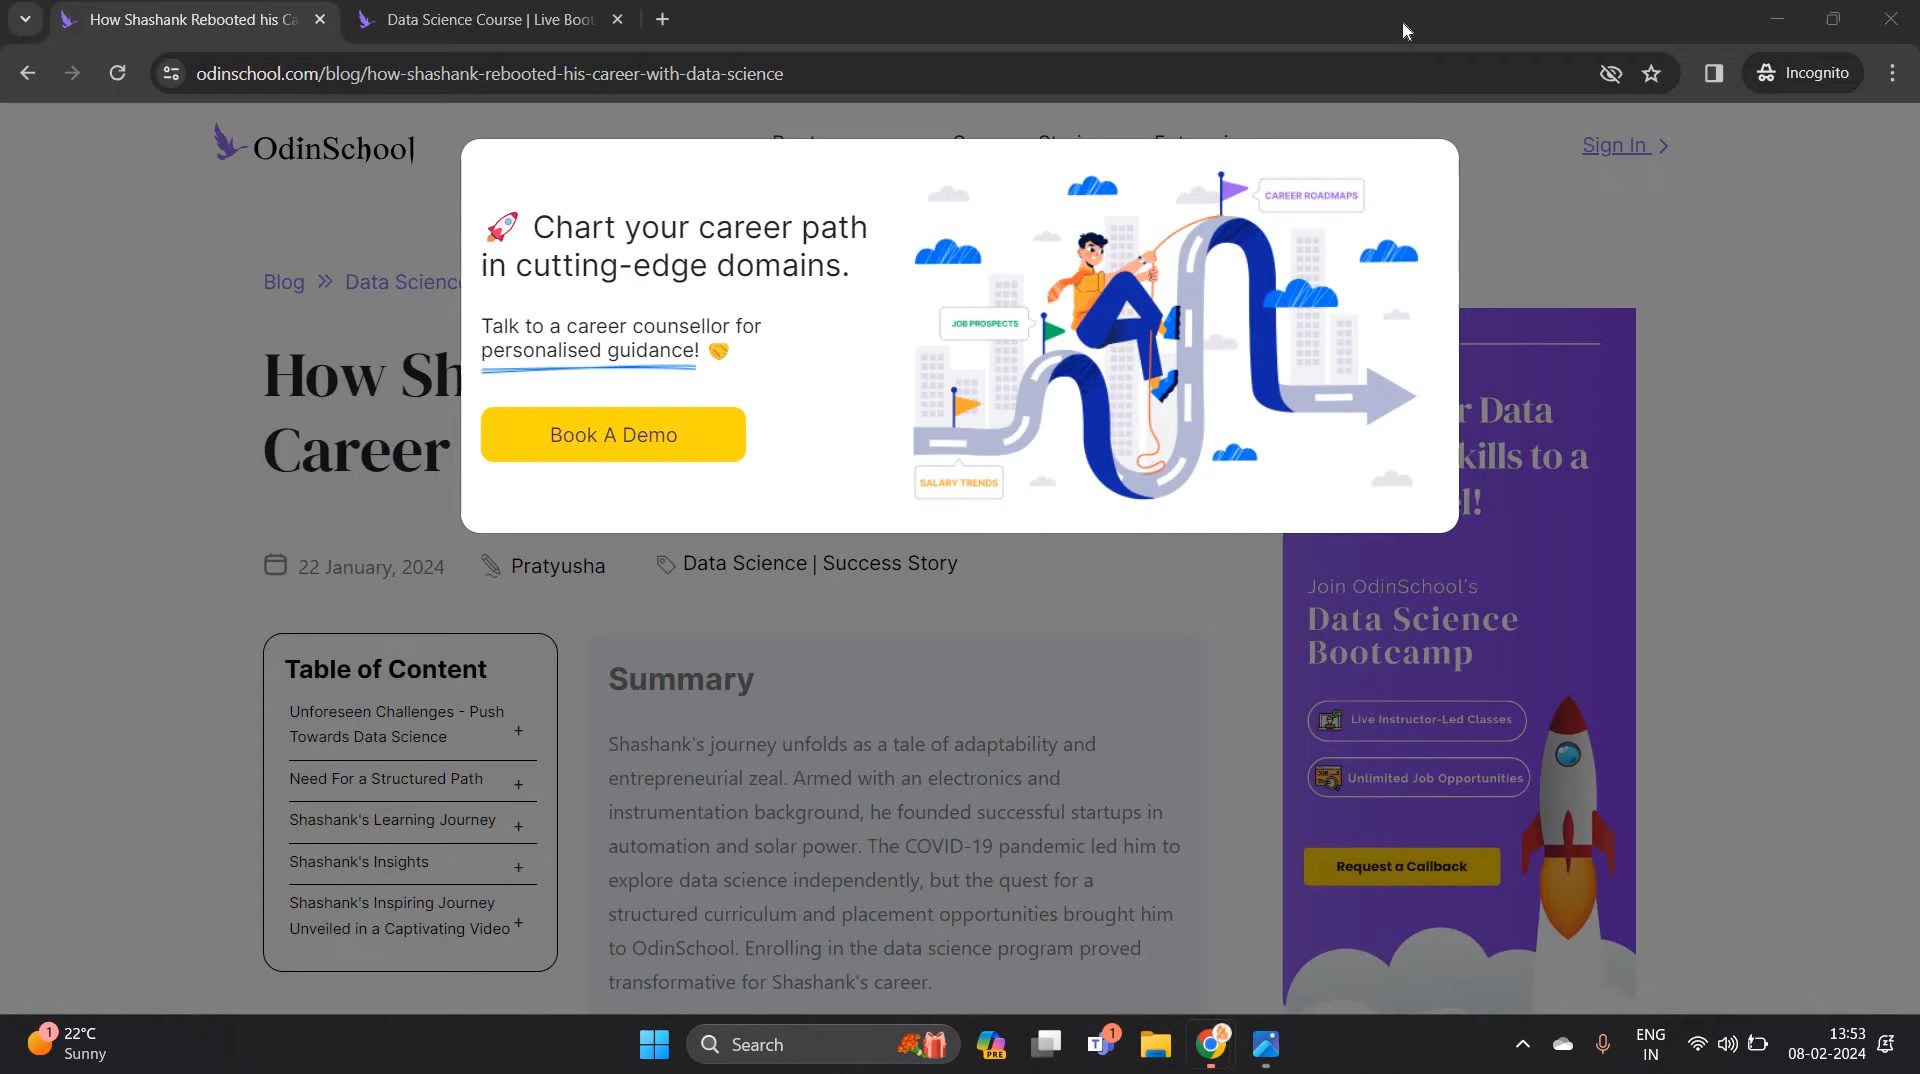 How Shashank Rebooted his Ca
Data Science Course | Live Boot
odinschool.com/blog/how-shashank-rebooted-his-career-with-data-science
Incognito
OdinSchool
Sign In
🚀 Chart your career path
in cutting-edge domains.
Talk to a career counsellor for
personalised guidance! 🤝
Book A Demo
CAREER ROADMAPS
JOB PROSPECTS
SALARY TRENDS
Blog » Data Science
How Sh
Career
r Data
kills to a
l!
22 January, 2024
Pratyusha
Data Science | Success Story
Table of Content
Unforeseen Challenges - Push
Towards Data Science +
Need For a Structured Path +
Shashank's Learning Journey +
Shashank's Insights +
Shashank's Inspiring Journey
Unveiled in a Captivating Video +
Summary
Shashank's journey unfolds as a tale of adaptability and
entrepreneurial zeal. Armed with an electronics and
instrumentation background, he founded successful startups in
automation and solar power. The COVID-19 pandemic led him to
explore data science independently, but the quest for a
structured curriculum and placement opportunities brought him
to OdinSchool. Enrolling in the data science program proved
transformative for Shashank's career.
Join OdinSchool's
Data Science
Bootcamp
Live Instructor-Led Classes
Unlimited Job Opportunities
Request a Callback
1
22°C
Sunny
Search
PRE
1
ENG
IN
13:53
08-02-2024